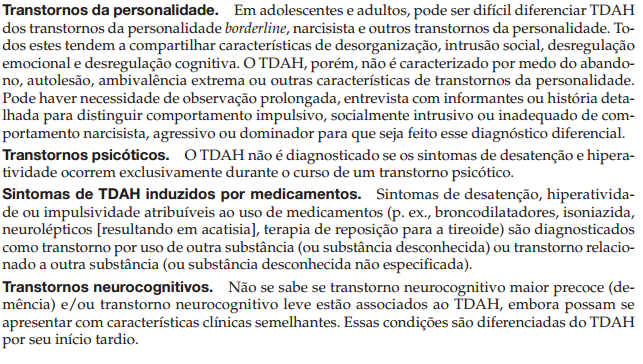 Transtornos da personalidade. Em adolescentes e adultos, pode ser difícil diferenciar TDAH
dos transtornos da personalidade borderline, narcisista e outros transtornos da personalidade. To-
dos estes tendem a compartilhar características de desorganização, intrusão social, desregulação
emocional e desregulação cognitiva. O TDAH, porém, não é caracterizado por medo do abando-
no, autolesão, ambivalência extrema ou outras características de transtornos da personalidade.
Pode haver necessidade de observação prolongada, entrevista com informantes ou história deta-
lhada para distinguir comportamento impulsivo, socialmente intrusivo ou inadequado de com-
portamento narcisista, agressivo ou dominador para que seja feito esse diagnóstico diferencial.
Transtornos psicóticos. O TDAH não é diagnosticado se os sintomas de desatenção e hipera-
tividade ocorrem exclusivamente durante o curso de um transtorno psicótico.
Sintomas de TDAH induzidos por medicamentos. Sintomas de desatenção, hiperativida-
de ou impulsividade atribuíveis ao uso de medicamentos (p. ex., broncodilatadores, isoniazida,
neurolépticos [resultando em acatisia], terapia de reposição para a tireoide) são diagnosticados
como transtorno por uso de outra substância (ou substância desconhecida) ou transtorno relacio-
nado a outra substância (ou substância desconhecida não especificada).
Transtornos neurocognitivos. Não se sabe se transtorno neurocognitivo maior precoce (de-
mência) e/ou transtorno neurocognitivo leve estão associados ao TDAH, embora possam se
apresentar com características clínicas semelhantes. Essas condições são diferenciadas do TDAH
por seu início tardio.